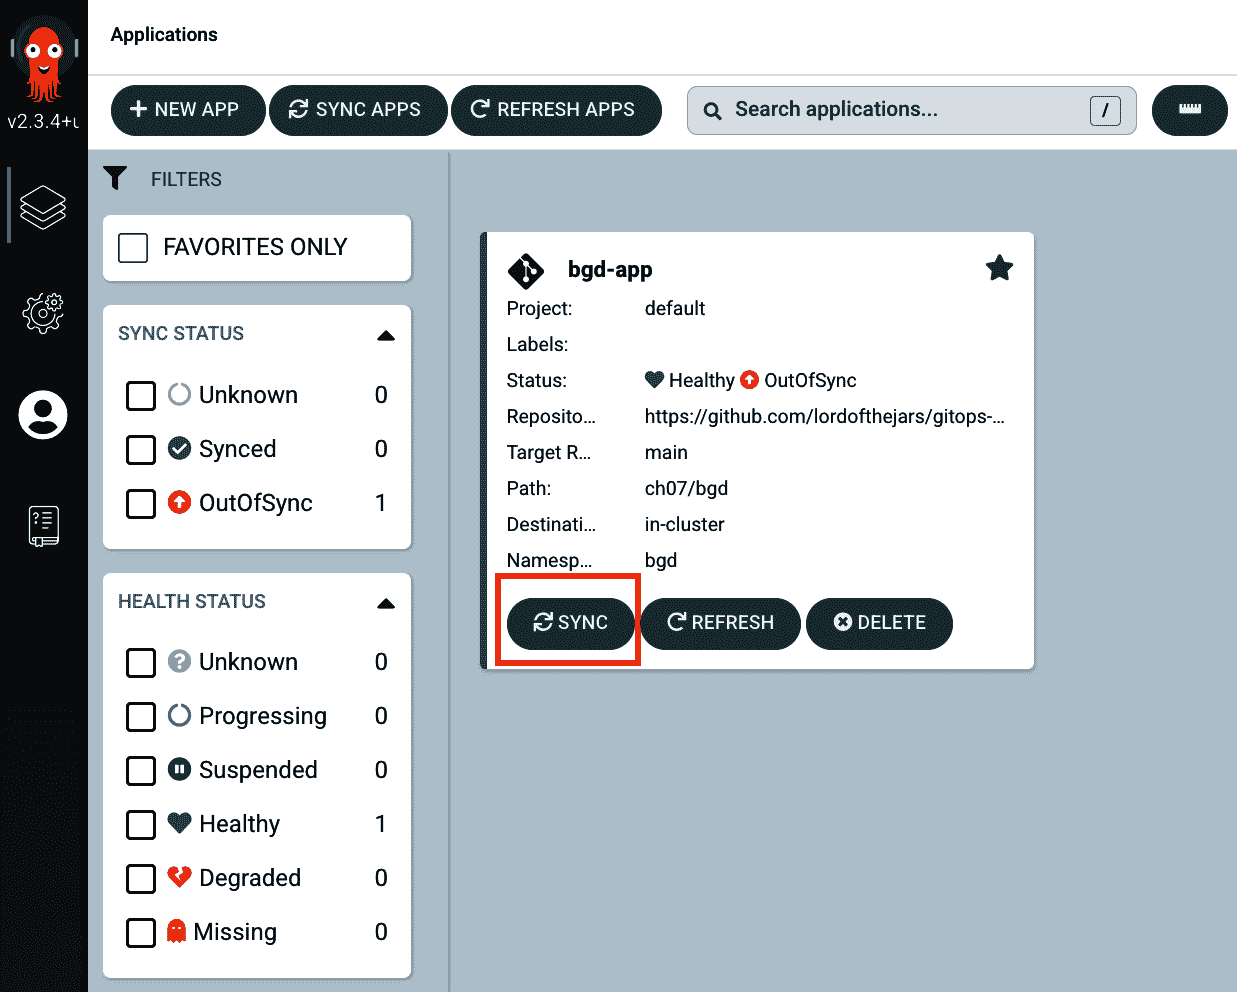 Applications
v2.3.4+u
NEW APP
SYNC APPS
REFRESH APPS
Search applications...
/
FILTERS
FAVORITES ONLY
SYNC STATUS
Unknown 0
Synced 0
OutOfSync 1
HEALTH STATUS
Unknown 0
Progressing 0
Suspended 0
Healthy 1
Degraded 0
Missing 0
bgd-app
Project: default
Labels:
Status: Healthy OutOfSync
Reposito... https://github.com/lordofthejars/gitops-...
Target R... main
Path: ch07/bgd
Destinati... in-cluster
Namesp... bgd
SYNC
REFRESH
DELETE